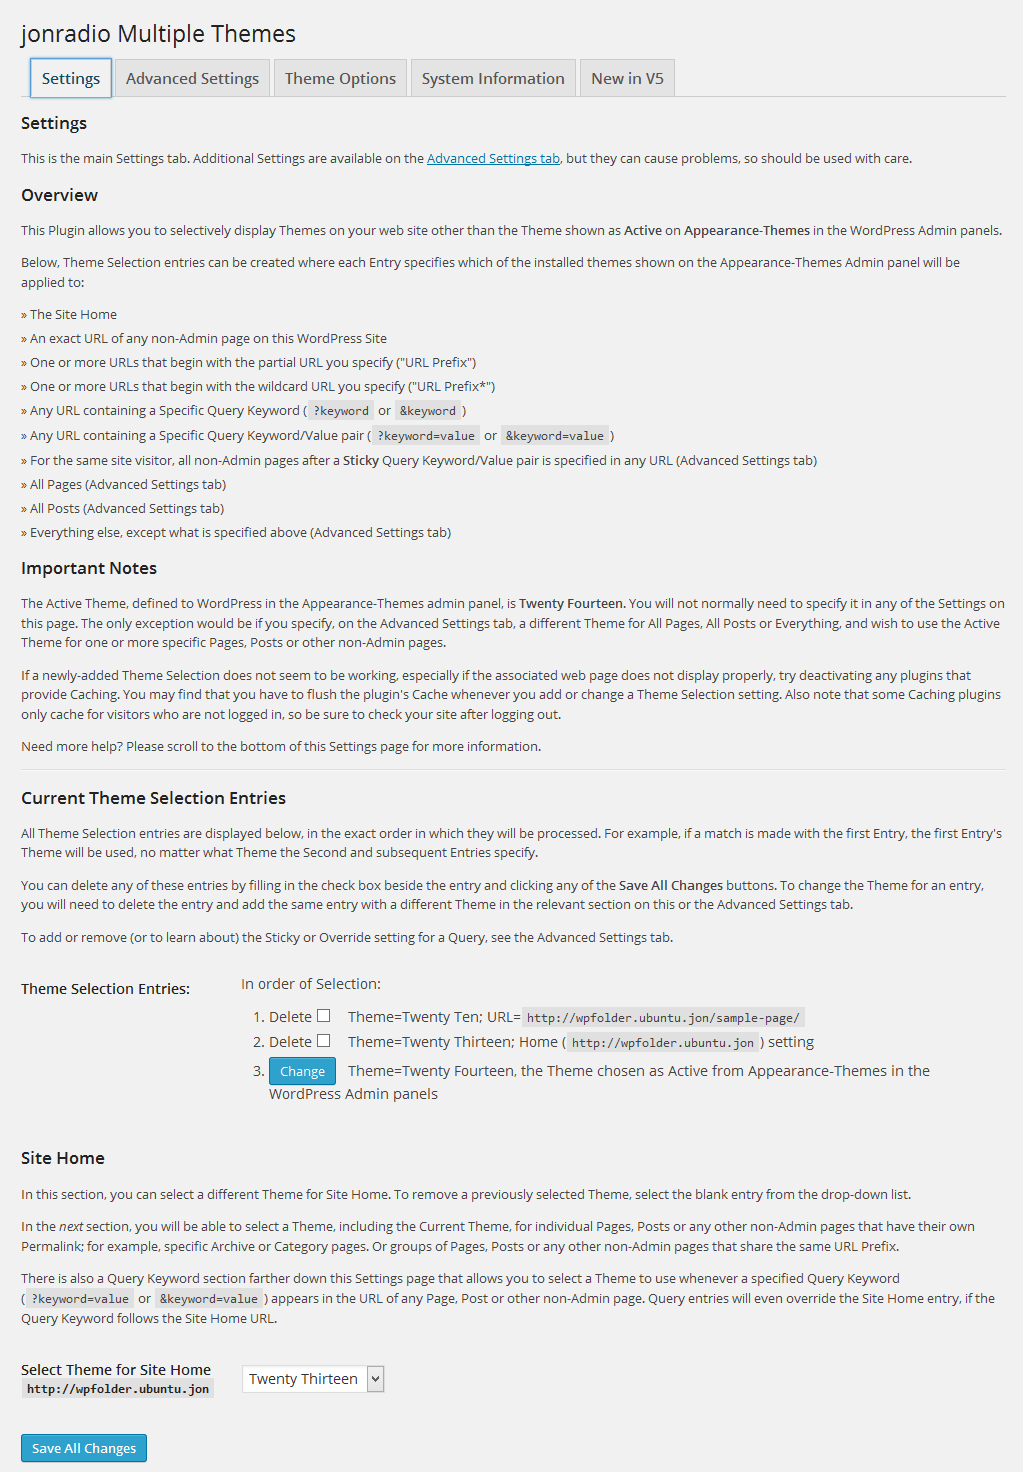 jonradio Multiple Themes
Settings Advanced Settings Theme Options System Information New in V5
Settings
This is the main Settings tab. Additional Settings are available on the Advanced Settings tab, but they can cause problems, so should be used with care.
Overview
This Plugin allows you to selectively display Themes on your web site other than the Theme shown as Active on Appearance-Themes in the WordPress Admin panels.
Below, Theme Selection entries can be created where each Entry specifies which of the installed themes shown on the Appearance-Themes Admin panel will be
applied to:
» The Site Home
» An exact URL of any non-Admin page on this WordPress Site
» One or more URLs that begin with the partial URL you specify ("URL Prefix")
» One or more URLs that begin with the wildcard URL you specify ("URL Prefix*")
» Any URL containing a Specific Query Keyword ( ?keyword or &keyword )
» Any URL containing a Specific Query Keyword/Value pair ( ?keyword=value or &keyword=value )
» For the same site visitor, all non-Admin pages after a Sticky Query Keyword/Value pair is specified in any URL (Advanced Settings tab)
» All Pages (Advanced Settings tab)
» All Posts (Advanced Settings tab)
» Everything else, except what is specified above (Advanced Settings tab)
Important Notes
The Active Theme, defined to WordPress in the Appearance-Themes admin panel, is Twenty Fourteen. You will not normally need to specify it in any of the Settings on
this page. The only exception would be if you specify, on the Advanced Settings tab, a different Theme for All Pages, All Posts or Everything, and wish to use the Active
Theme for one or more specific Pages, Posts or other non-Admin pages.
If a newly-added Theme Selection does not seem to be working, especially if the associated web page does not display properly, try deactivating any plugins that
provide Caching. You may find that you have to flush the plugin's Cache whenever you add or change a Theme Selection setting. Also note that some Caching plugins
only cache for visitors who are not logged in, so be sure to check your site after logging out.
Need more help? Please scroll to the bottom of this Settings page for more information.
Current Theme Selection Entries
All Theme Selection entries are displayed below, in the exact order in which they will be processed. For example, if a match is made with the first Entry, the first Entry's
Theme will be used, no matter what Theme the Second and subsequent Entries specify.
You can delete any of these entries by filling in the check box beside the entry and clicking any of the Save All Changes buttons. To change the Theme for an entry,
you will need to delete the entry and add the same entry with a different Theme in the relevant section on this or the Advanced Settings tab.
To add or remove (or to learn about) the Sticky or Override setting for a Query, see the Advanced Settings tab.
Theme Selection Entries: In order of Selection:
1. Delete Theme=Twenty Ten; URL= http://wpfolder.ubuntu.jon/sample-page/
2. Delete Theme=Twenty Thirteen; Home ( http://wpfolder.ubuntu.jon ) setting
3. Change Theme=Twenty Fourteen, the Theme chosen as Active from Appearance-Themes in the
WordPress Admin panels
Site Home
In this section, you can select a different Theme for Site Home. To remove a previously selected Theme, select the blank entry from the drop-down list.
In the next section, you will be able to select a Theme, including the Current Theme, for individual Pages, Posts or any other non-Admin pages that have their own
Permalink; for example, specific Archive or Category pages. Or groups of Pages, Posts or any other non-Admin pages that share the same URL Prefix.
There is also a Query Keyword section farther down this Settings page that allows you to select a Theme to use whenever a specified Query Keyword
( ?keyword=value or &keyword=value ) appears in the URL of any Page, Post or other non-Admin page. Query entries will even override the Site Home entry, if the
Query Keyword follows the Site Home URL.
Select Theme for Site Home
http://wpfolder.ubuntu.jon Twenty Thirteen
Save All Changes